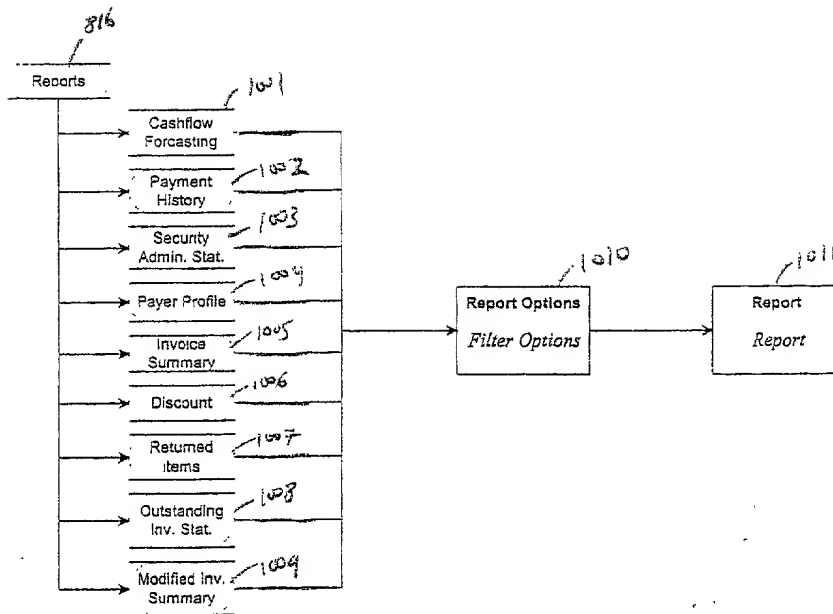 816
Reports
1001
Cashflow
Forcasting
1002
Payment
History
1003
Security
Admin. Stat.
1004
Payer Profile
1005
Invoice
Summary
1006
Discount
1007
Returned
Items
1008
Outstanding
Inv. Stat.
1009
Modified Inv.
Summary
1010
Report Options
Filter Options
1011
Report
Report